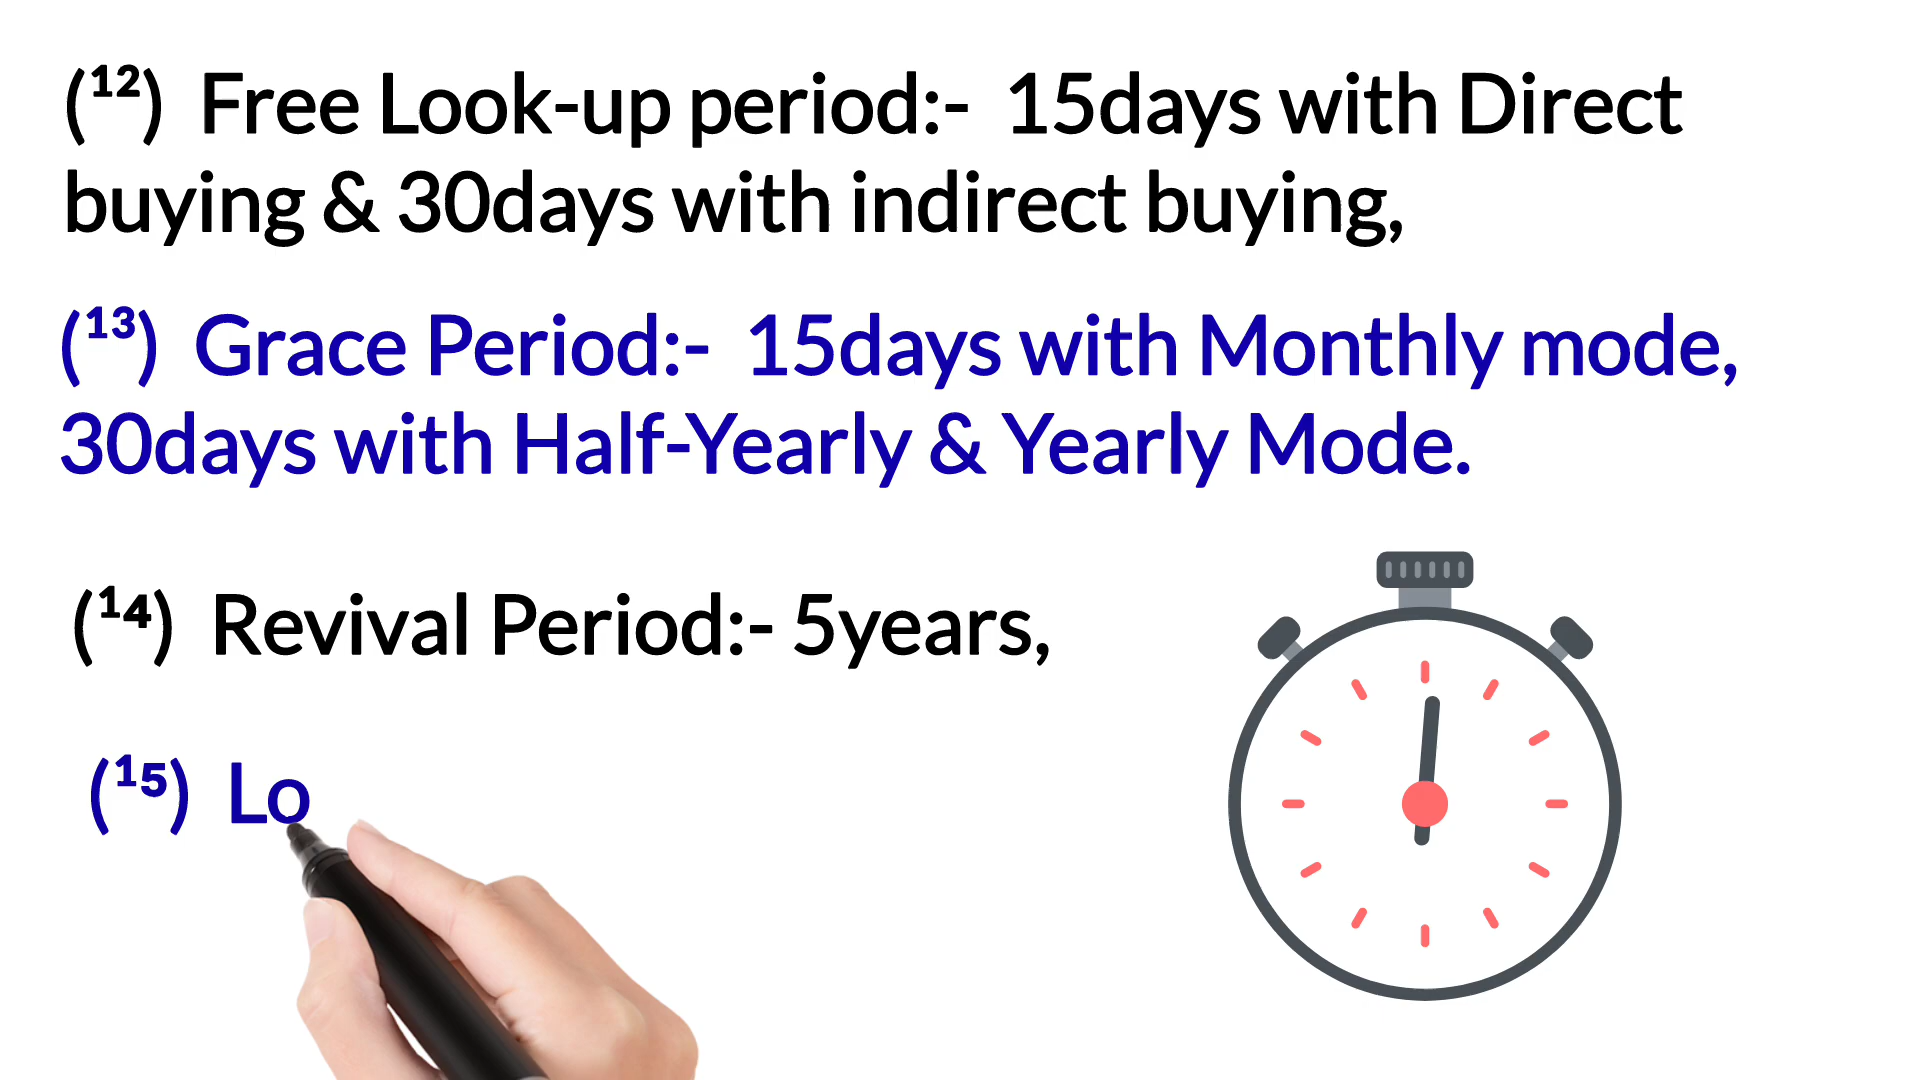 (¹²) Free Look-up period:- 15days with Direct
buying & 30days with indirect buying,
(¹³) Grace Period:- 15days with Monthly mode,
30days with Half-Yearly & Yearly Mode.
(¹⁴) Revival Period:- 5years,
(¹⁵) Lo